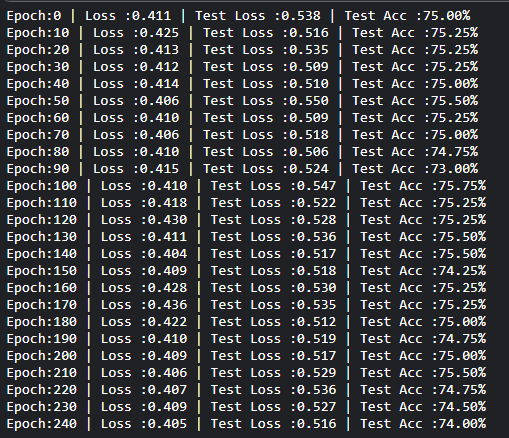 Epoch:0 | Loss :0.411 | Test Loss :0.538 | Test Acc :75.00%
Epoch:10 | Loss :0.425 | Test Loss :0.516 | Test Acc :75.25%
Epoch:20 | Loss :0.413 | Test Loss :0.535 | Test Acc :75.25%
Epoch:30 | Loss :0.412 | Test Loss :0.509 | Test Acc :75.25%
Epoch:40 | Loss :0.414 | Test Loss :0.510 | Test Acc :75.00%
Epoch:50 | Loss :0.406 | Test Loss :0.550 | Test Acc :75.50%
Epoch:60 | Loss :0.410 | Test Loss :0.509 | Test Acc :75.25%
Epoch:70 | Loss :0.406 | Test Loss :0.518 | Test Acc :75.00%
Epoch:80 | Loss :0.410 | Test Loss :0.506 | Test Acc :74.75%
Epoch:90 | Loss :0.415 | Test Loss :0.524 | Test Acc :73.00%
Epoch:100 | Loss :0.410 | Test Loss :0.547 | Test Acc :75.75%
Epoch:110 | Loss :0.418 | Test Loss :0.522 | Test Acc :75.25%
Epoch:120 | Loss :0.430 | Test Loss :0.528 | Test Acc :75.25%
Epoch:130 | Loss :0.411 | Test Loss :0.536 | Test Acc :75.50%
Epoch:140 | Loss :0.404 | Test Loss :0.517 | Test Acc :75.50%
Epoch:150 | Loss :0.409 | Test Loss :0.518 | Test Acc :74.25%
Epoch:160 | Loss :0.428 | Test Loss :0.530 | Test Acc :75.25%
Epoch:170 | Loss :0.436 | Test Loss :0.535 | Test Acc :75.25%
Epoch:180 | Loss :0.422 | Test Loss :0.512 | Test Acc :75.00%
Epoch:190 | Loss :0.410 | Test Loss :0.519 | Test Acc :74.75%
Epoch:200 | Loss :0.409 | Test Loss :0.517 | Test Acc :75.00%
Epoch:210 | Loss :0.406 | Test Loss :0.529 | Test Acc :75.50%
Epoch:220 | Loss :0.407 | Test Loss :0.536 | Test Acc :74.75%
Epoch:230 | Loss :0.409 | Test Loss :0.527 | Test Acc :74.50%
Epoch:240 | Loss :0.405 | Test Loss :0.516 | Test Acc :74.00%